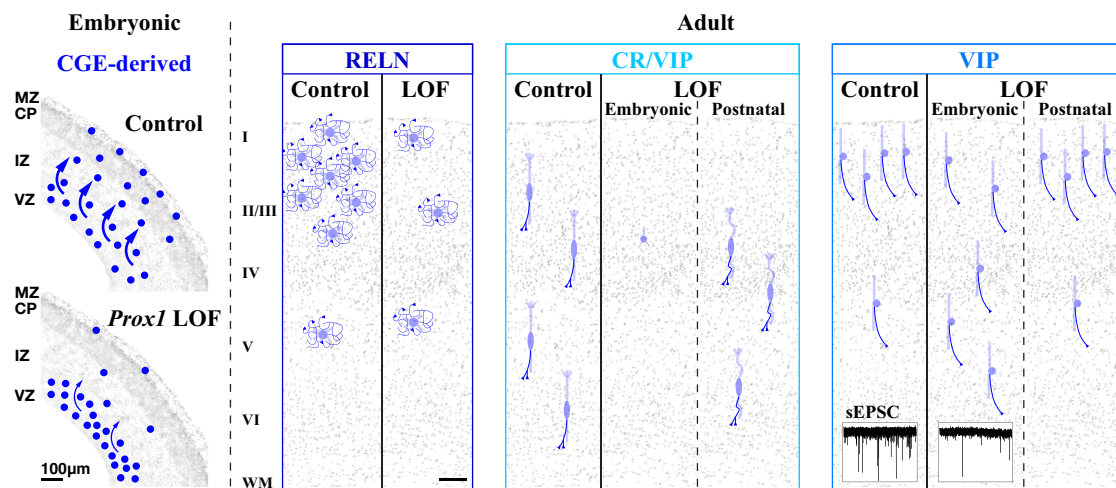 Embryonic
CGE-derived
MZ
CP
Control
IZ
VZ
MZ
CP
Prox1 LOF
IZ
VZ
100µm
Adult
I
II/III
IV
V
VI
WM
RELN
Control LOF
CR/VIP
Control LOF
Embryonic Postnatal
VIP
Control LOF
Embryonic Postnatal
sEPSC